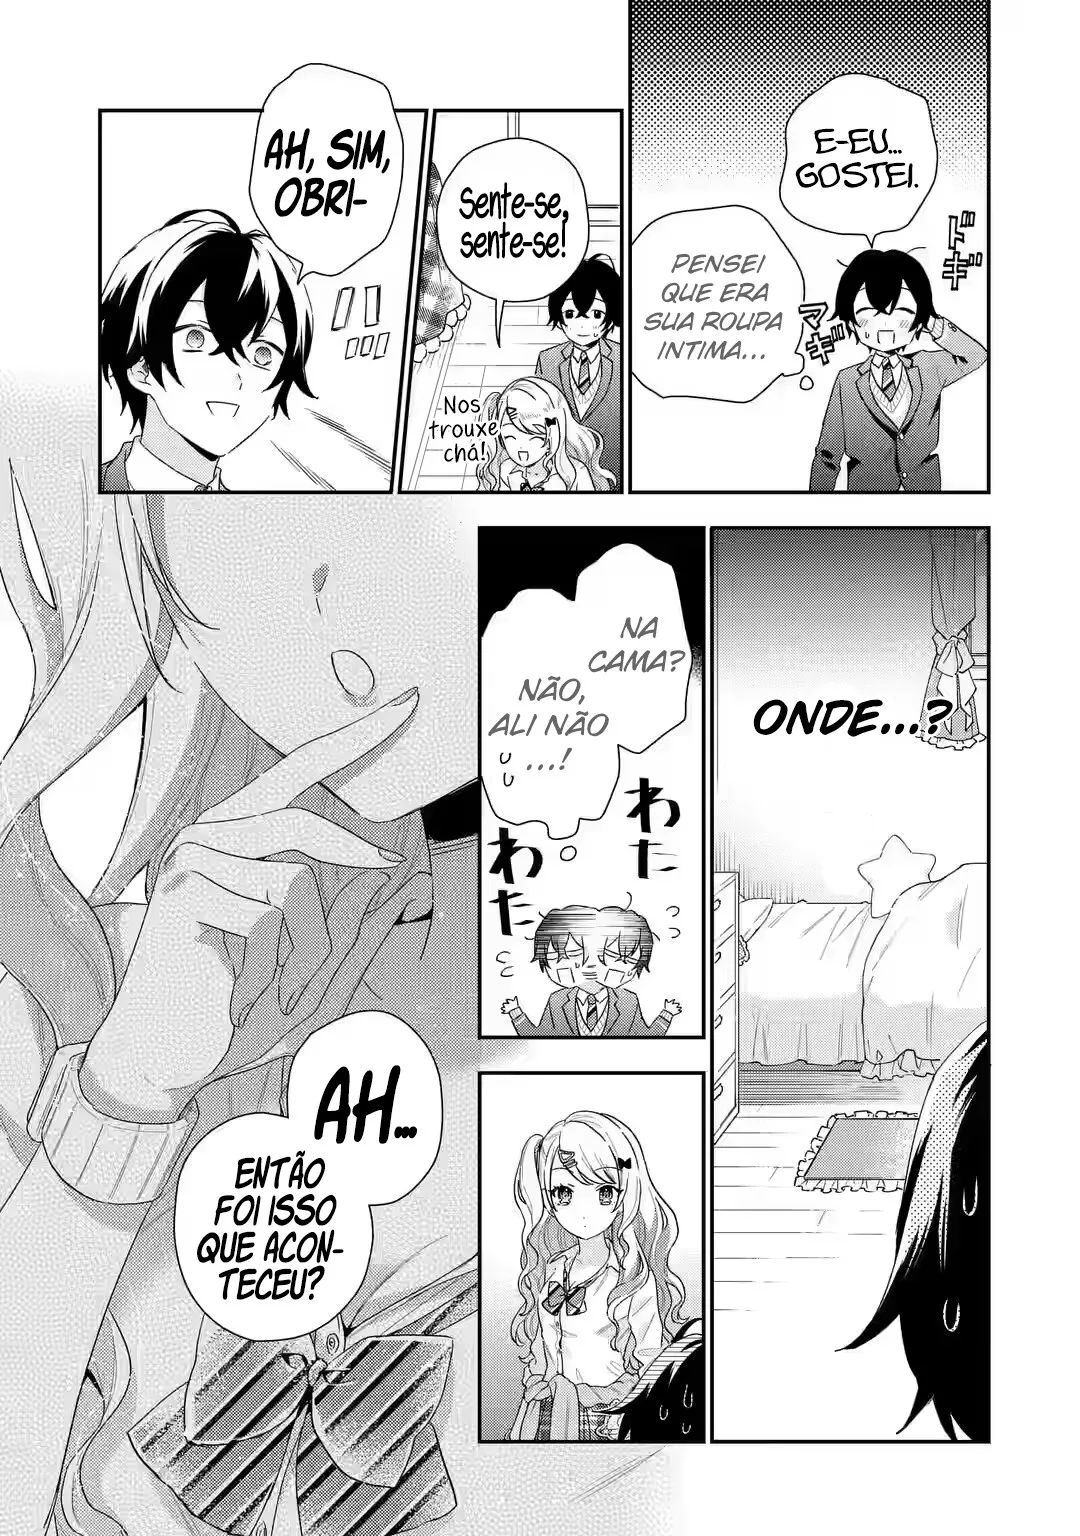 E-EU...
GOSTEI.
ドギ
マギ
PENSEI
QUE ERA
SUA ROUPA
INTIMA...
Sente-se,
sente-se!
Nos
trouxe
chá!
AH, SIM,
OBRI-
ONDE...?
NA
CAMA?
NÃO,
ALI NÃO
...!
わた
わた
AH...
ENTÃO
FOI ISSO
QUE ACON-
TECEU?